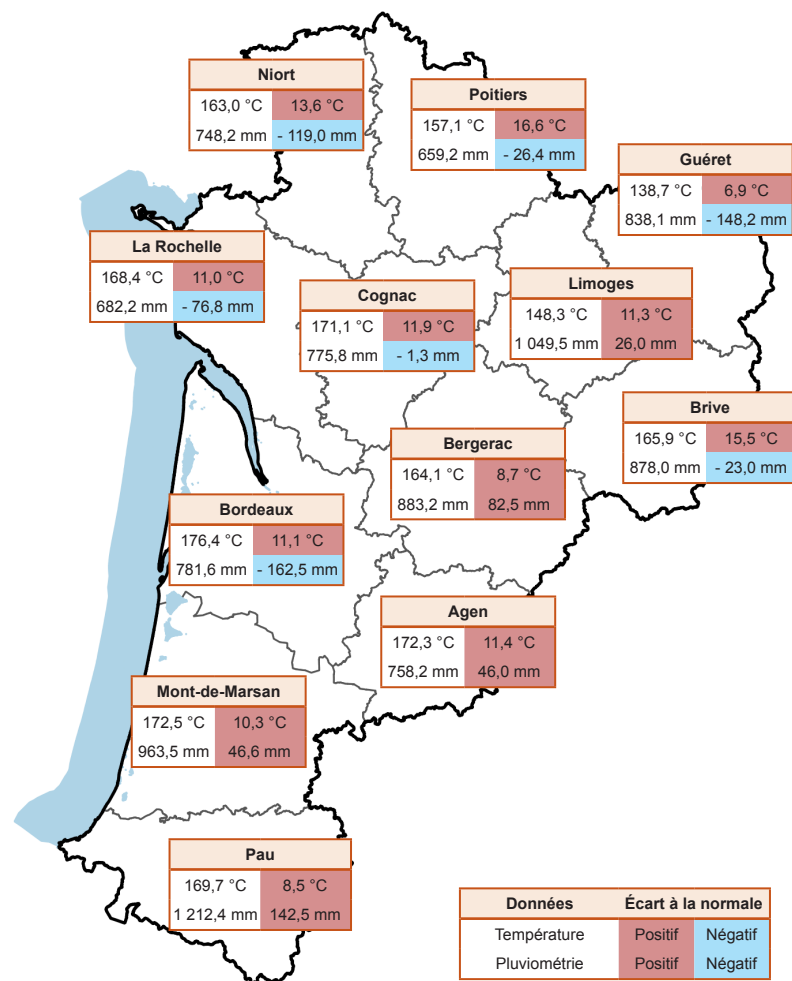 Niort
163,0 °C 13,6 °C
748,2 mm - 119,0 mm
Poitiers
157,1 °C 16,6 °C
659,2 mm - 26,4 mm
Guéret
138,7 °C 6,9 °C
838,1 mm - 148,2 mm
La Rochelle
168,4 °C 11,0 °C
682,2 mm - 76,8 mm
Cognac
171,1 °C 11,9 °C
775,8 mm - 1,3 mm
Limoges
148,3 °C 11,3 °C
1 049,5 mm 26,0 mm
Brive
165,9 °C 15,5 °C
878,0 mm - 23,0 mm
Bergerac
164,1 °C 8,7 °C
883,2 mm 82,5 mm
Bordeaux
176,4 °C 11,1 °C
781,6 mm - 162,5 mm
Agen
172,3 °C 11,4 °C
758,2 mm 46,0 mm
Mont-de-Marsan
172,5 °C 10,3 °C
963,5 mm 46,6 mm
Pau
169,7 °C 8,5 °C
1 212,4 mm 142,5 mm
Données Écart à la normale
Température Positif Négatif
Pluviométrie Positif Négatif